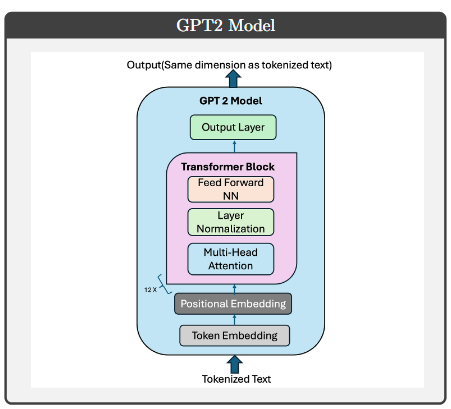 GPT2 Model
Output(Same dimension as tokenized text)
GPT 2 Model
Output Layer
Transformer Block
Feed Forward
NN
Layer
Normalization
Multi-Head
Attention
12 X
Positional Embedding
Token Embedding
Tokenized Text